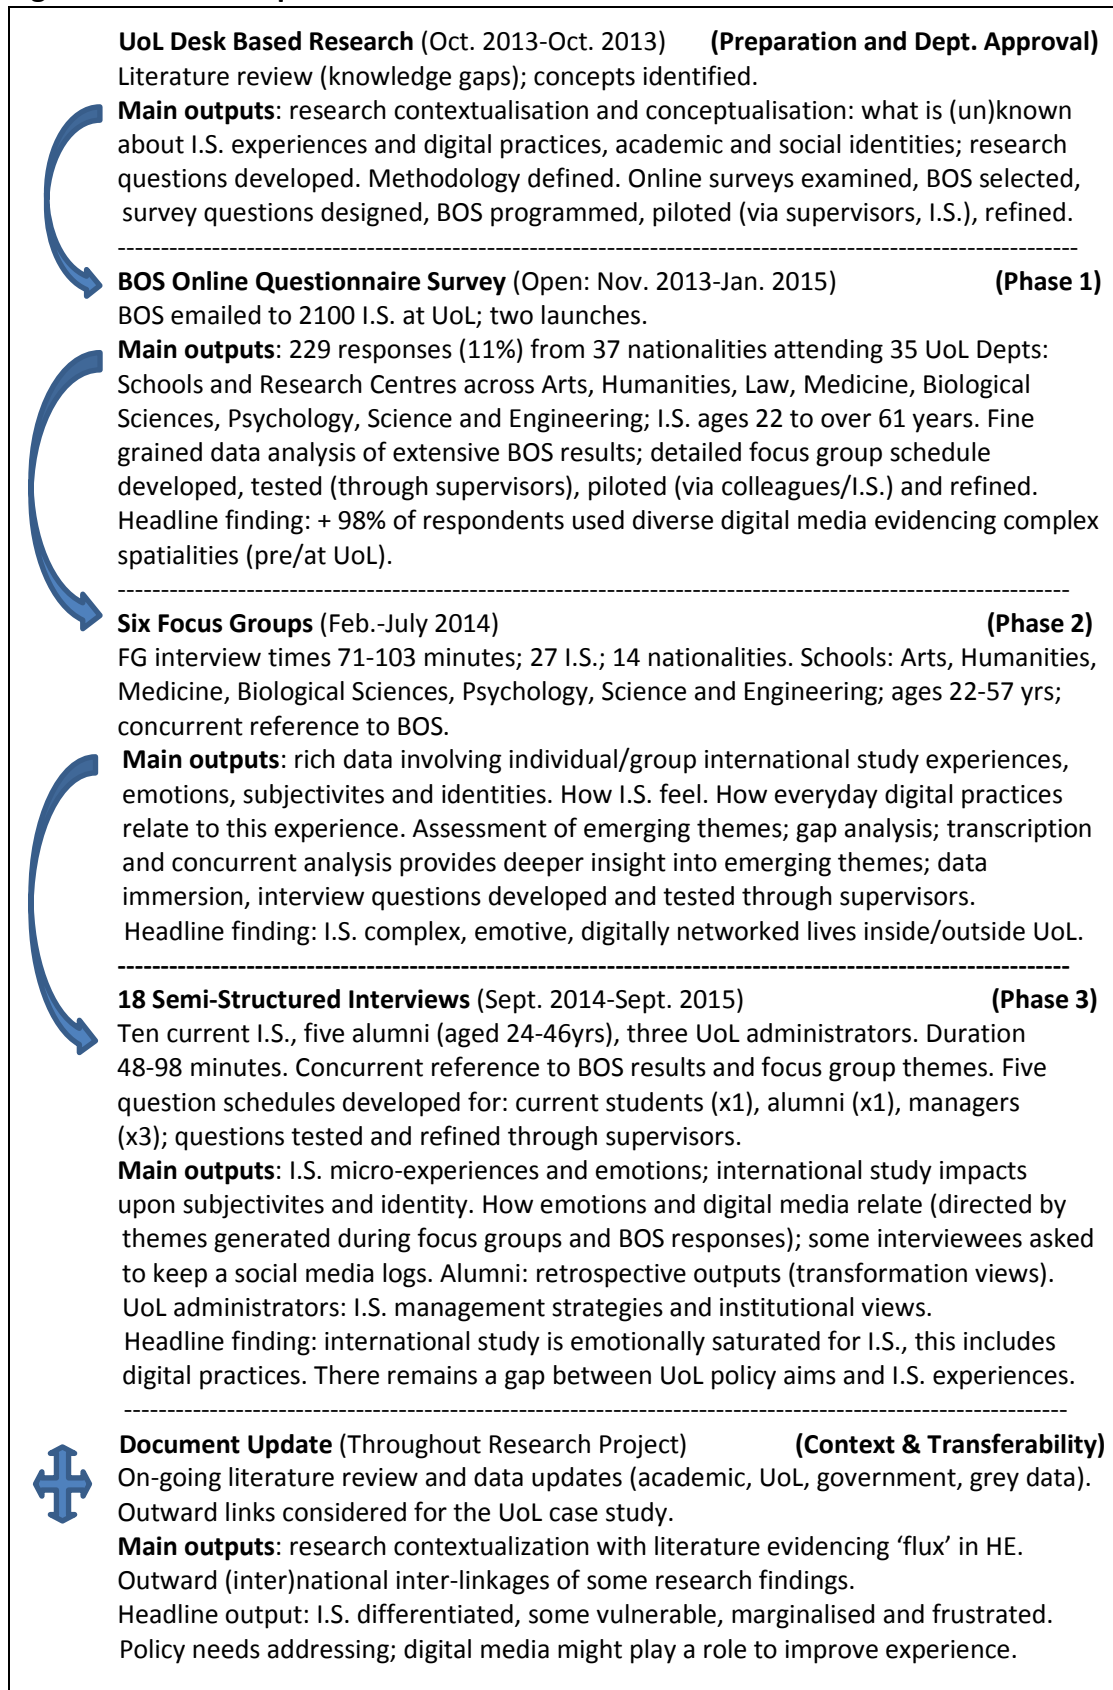 UoL Desk Based Research (Oct. 2013-Oct. 2013) (Preparation and Dept. Approval)
Literature review (knowledge gaps); concepts identified.
Main outputs: research contextualisation and conceptualisation: what is (un)known
about I.S. experiences and digital practices, academic and social identities; research
questions developed. Methodology defined. Online surveys examined, BOS selected,
survey questions designed, BOS programmed, piloted (via supervisors, I.S.), refined.
BOS Online Questionnaire Survey (Open: Nov. 2013-Jan. 2015) (Phase 1)
BOS emailed to 2100 I.S. at UoL; two launches.
Main outputs: 229 responses (11%) from 37 nationalities attending 35 UoL Depts:
Schools and Research Centres across Arts, Humanities, Law, Medicine, Biological
Sciences, Psychology, Science and Engineering; I.S. ages 22 to over 61 years. Fine
grained data analysis of extensive BOS results; detailed focus group schedule
developed, tested (through supervisors), piloted (via colleagues/I.S.) and refined.
Headline finding: + 98% of respondents used diverse digital media evidencing complex
spatialities (pre/at UoL).
Six Focus Groups (Feb.-July 2014) (Phase 2)
FG interview times 71-103 minutes; 27 I.S.; 14 nationalities. Schools: Arts, Humanities,
Medicine, Biological Sciences, Psychology, Science and Engineering; ages 22-57 yrs;
concurrent reference to BOS.
Main outputs: rich data involving individual/group international study experiences,
emotions, subjectivites and identities. How I.S. feel. How everyday digital practices
relate to this experience. Assessment of emerging themes; gap analysis; transcription
and concurrent analysis provides deeper insight into emerging themes; data
immersion, interview questions developed and tested through supervisors.
Headline finding: I.S. complex, emotive, digitally networked lives inside/outside UoL.
18 Semi-Structured Interviews (Sept. 2014-Sept. 2015) (Phase 3)
Ten current I.S., five alumni (aged 24-46yrs), three UoL administrators. Duration
48-98 minutes. Concurrent reference to BOS results and focus group themes. Five
question schedules developed for: current students (x1), alumni (x1), managers
(x3); questions tested and refined through supervisors.
Main outputs: I.S. micro-experiences and emotions; international study impacts
upon subjectivites and identity. How emotions and digital media relate (directed by
themes generated during focus groups and BOS responses); some interviewees asked
to keep a social media logs. Alumni: retrospective outputs (transformation views).
UoL administrators: I.S. management strategies and institutional views.
Headline finding: international study is emotionally saturated for I.S., this includes
digital practices. There remains a gap between UoL policy aims and I.S. experiences.
Document Update (Throughout Research Project) (Context & Transferability)
On-going literature review and data updates (academic, UoL, government, grey data).
Outward links considered for the UoL case study.
Main outputs: research contextualization with literature evidencing ‘flux’ in HE.
Outward (inter)national inter-linkages of some research findings.
Headline output: I.S. differentiated, some vulnerable, marginalised and frustrated.
Policy needs addressing; digital media might play a role to improve experience.